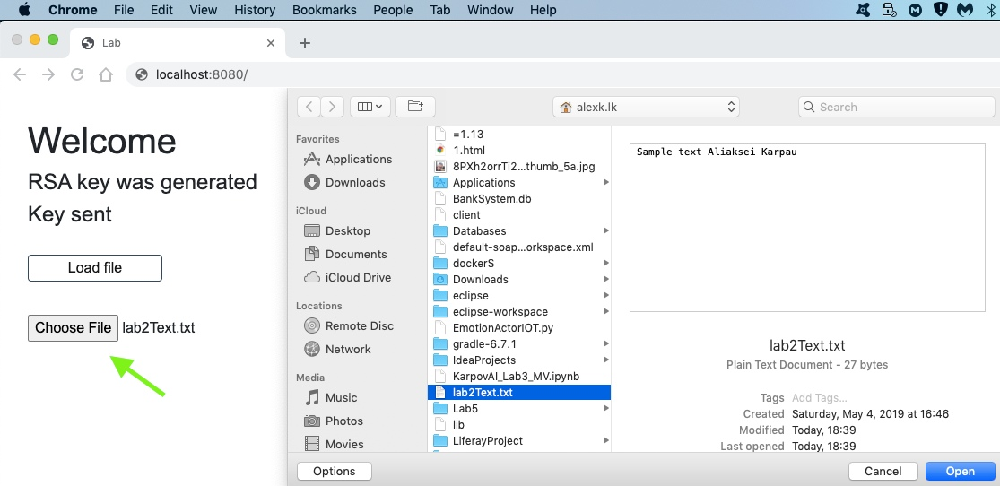 Chrome File Edit View History Bookmarks People Tab Window Help
Lab
localhost:8080/
Welcome
RSA key was generated
Key sent
Load file
Choose File lab2Text.txt
alexk.lk
Search
Favorites
Applications
Downloads
iCloud
Desktop
Documents
iCloud Drive
Locations
Remote Disc
Network
Media
Music
Photos
Movies
=1.13
1.html
8PXh2orrTi2...thumb_5a.jpg
Applications
BankSystem.db
client
Databases
default-soap...orkspace.xml
dockerS
Downloads
eclipse
eclipse-workspace
EmotionActorIOT.py
gradle-6.7.1
IdeaProjects
KarpovAI_Lab3_MV.ipynb
lab2Text.txt
Lab5
lib
LiferayProject
Sample text Aliaksei Karpau
lab2Text.txt
Plain Text Document - 27 bytes
Tags Add Tags...
Created Saturday, May 4, 2019 at 16:46
Modified Today, 18:39
Last opened Today, 18:39
Options
Cancel
Open